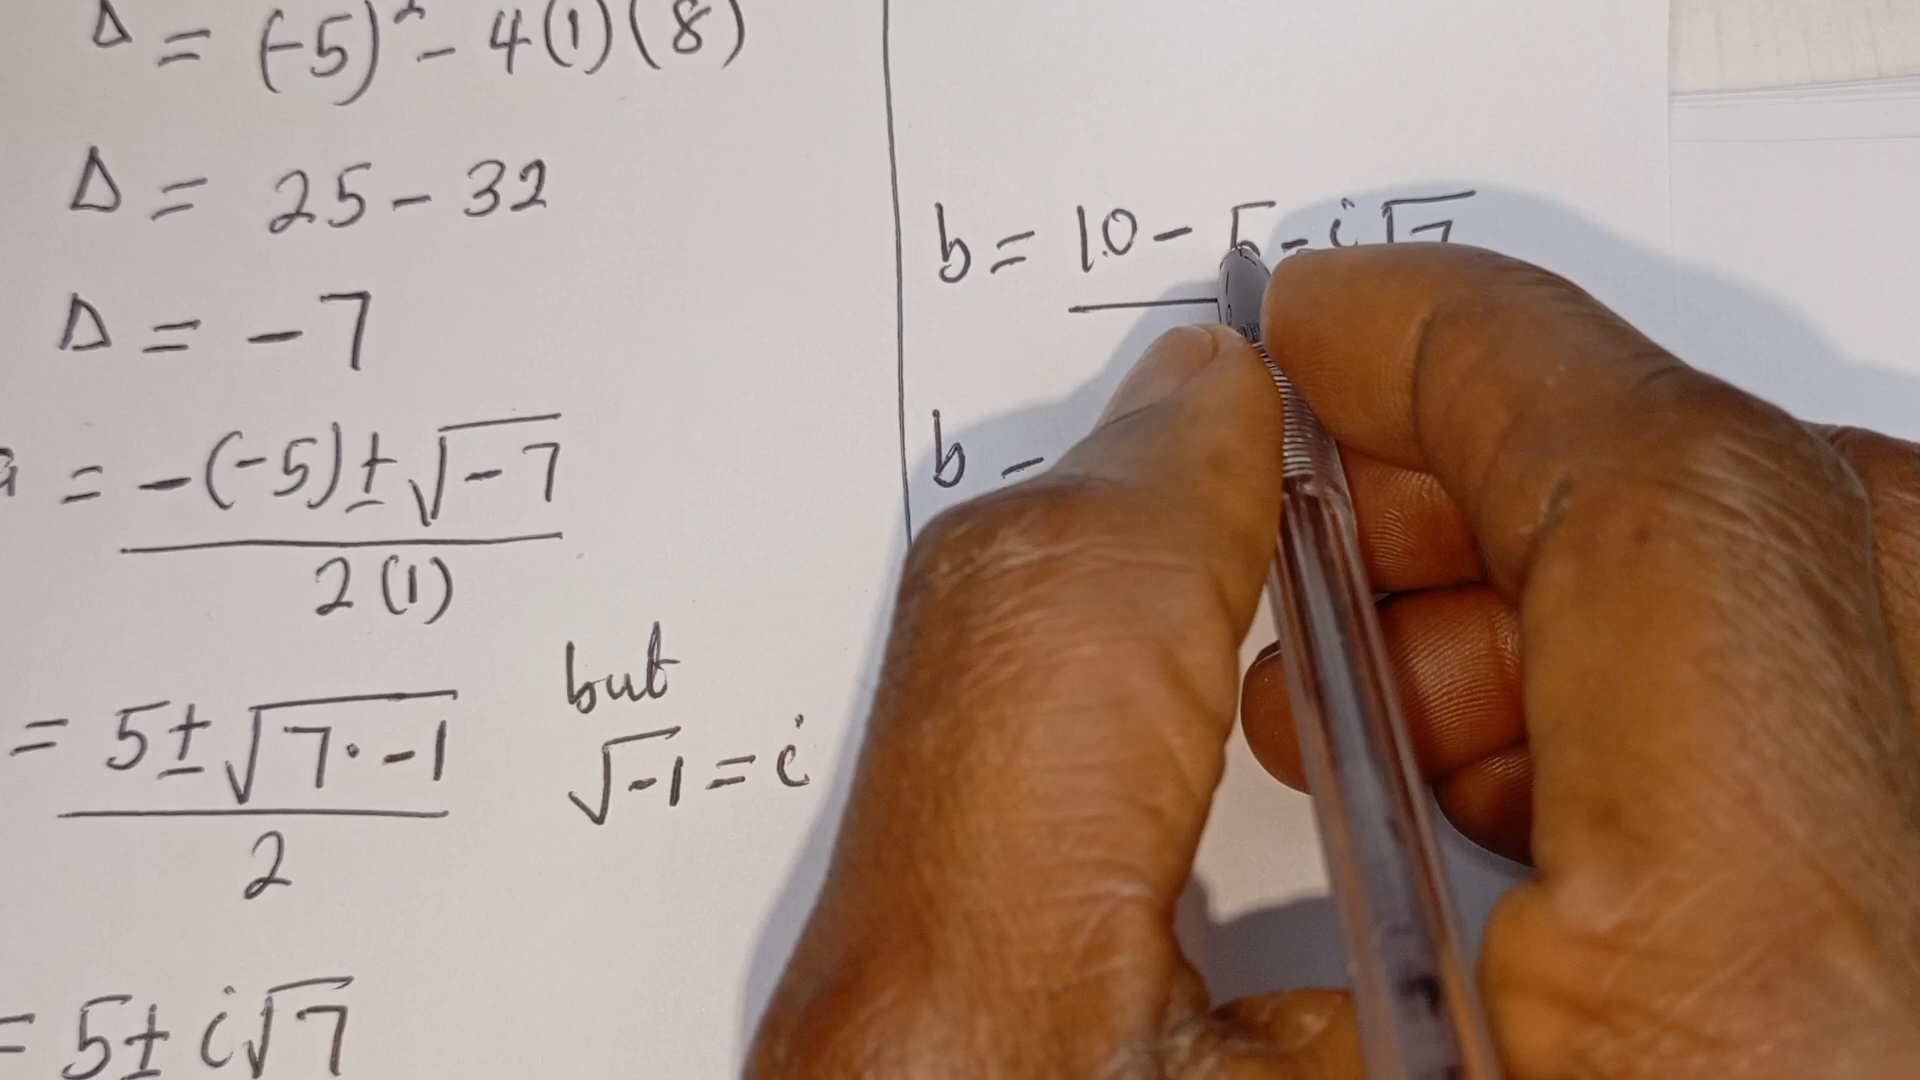 Δ = (-5)² - 4(1)(8)
Δ = 25 - 32
Δ = -7
a = -(-5)±√-7
2(1)
= 5±√7·-1
2
but
√-1 = i
= 5± i√7
b = 10 - 5 - i√7
b